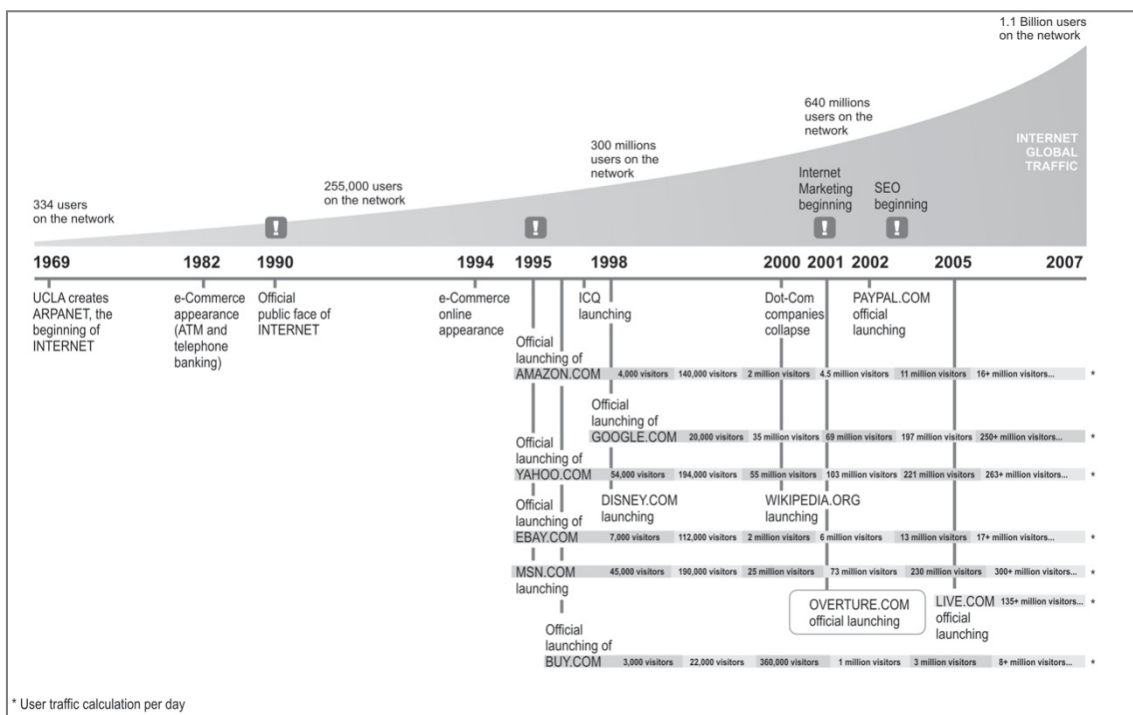 1.1 Billion users
on the network
640 millions
users on the
network
300 millions
users on the
network
255,000 users
on the network
334 users
on the network
INTERNET
GLOBAL
TRAFFIC
Internet
Marketing
beginning
SEO
beginning
!
!
!
!
1969
1982
1990
1994
1995
1998
2000
2001
2002
2005
2007
UCLA creates
ARPANET, the
beginning of
INTERNET
e-Commerce
appearance
(ATM and
telephone
banking)
Official
public face of
INTERNET
e-Commerce
online
appearance
ICQ
launching
Dot-Com
companies
collapse
PAYPAL.COM
official
launching
Official
launching of
AMAZON.COM 4,000 visitors 140,000 visitors 2 million visitors 4.5 million visitors 11 million visitors 16+ million visitors... *
Official
launching of
GOOGLE.COM 20,000 visitors 35 million visitors 69 million visitors 197 million visitors 250+ million visitors... *
Official
launching of
YAHOO.COM 54,000 visitors 194,000 visitors 55 million visitors 103 million visitors 221 million visitors 263+ million visitors... *
DISNEY.COM
launching
WIKIPEDIA.ORG
launching
Official
launching of
EBAY.COM 7,000 visitors 112,000 visitors 2 million visitors 6 million visitors 13 million visitors 17+ million visitors... *
MSN.COM 45,000 visitors 190,000 visitors 25 million visitors 73 million visitors 230 million visitors 300+ million visitors... *
launching
OVERTURE.COM
official launching
LIVE.COM 135+ million visitors... *
official
launching
Official
launching of
BUY.COM 3,000 visitors 22,000 visitors 360,000 visitors 1 million visitors 3 million visitors 8+ million visitors... *
* User traffic calculation per day